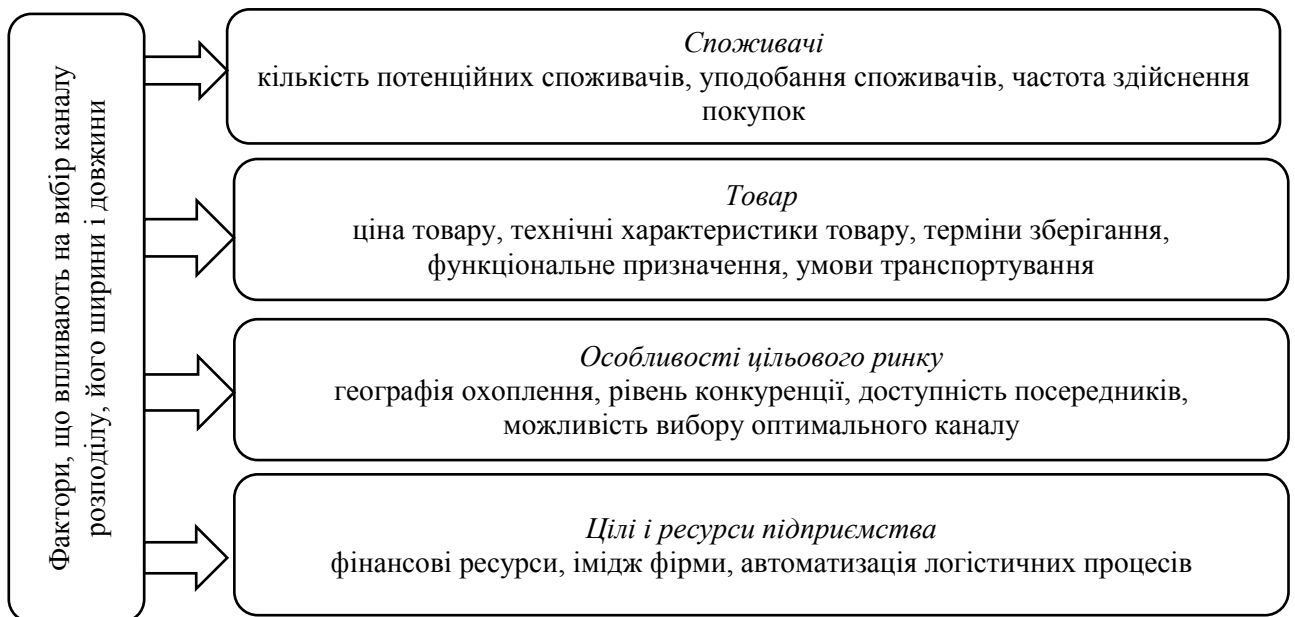 Фактори, що впливають на вибір каналу
розподілу, його ширини і довжини
Споживачі
кількість потенційних споживачів, уподобання споживачів, частота здійснення
покупок
Товар
ціна товару, технічні характеристики товару, терміни зберігання,
функціональне призначення, умови транспортування
Особливості цільового ринку
географія охоплення, рівень конкуренції, доступність посередників,
можливість вибору оптимального каналу
Цілі і ресурси підприємства
фінансові ресурси, імідж фірми, автоматизація логістичних процесів